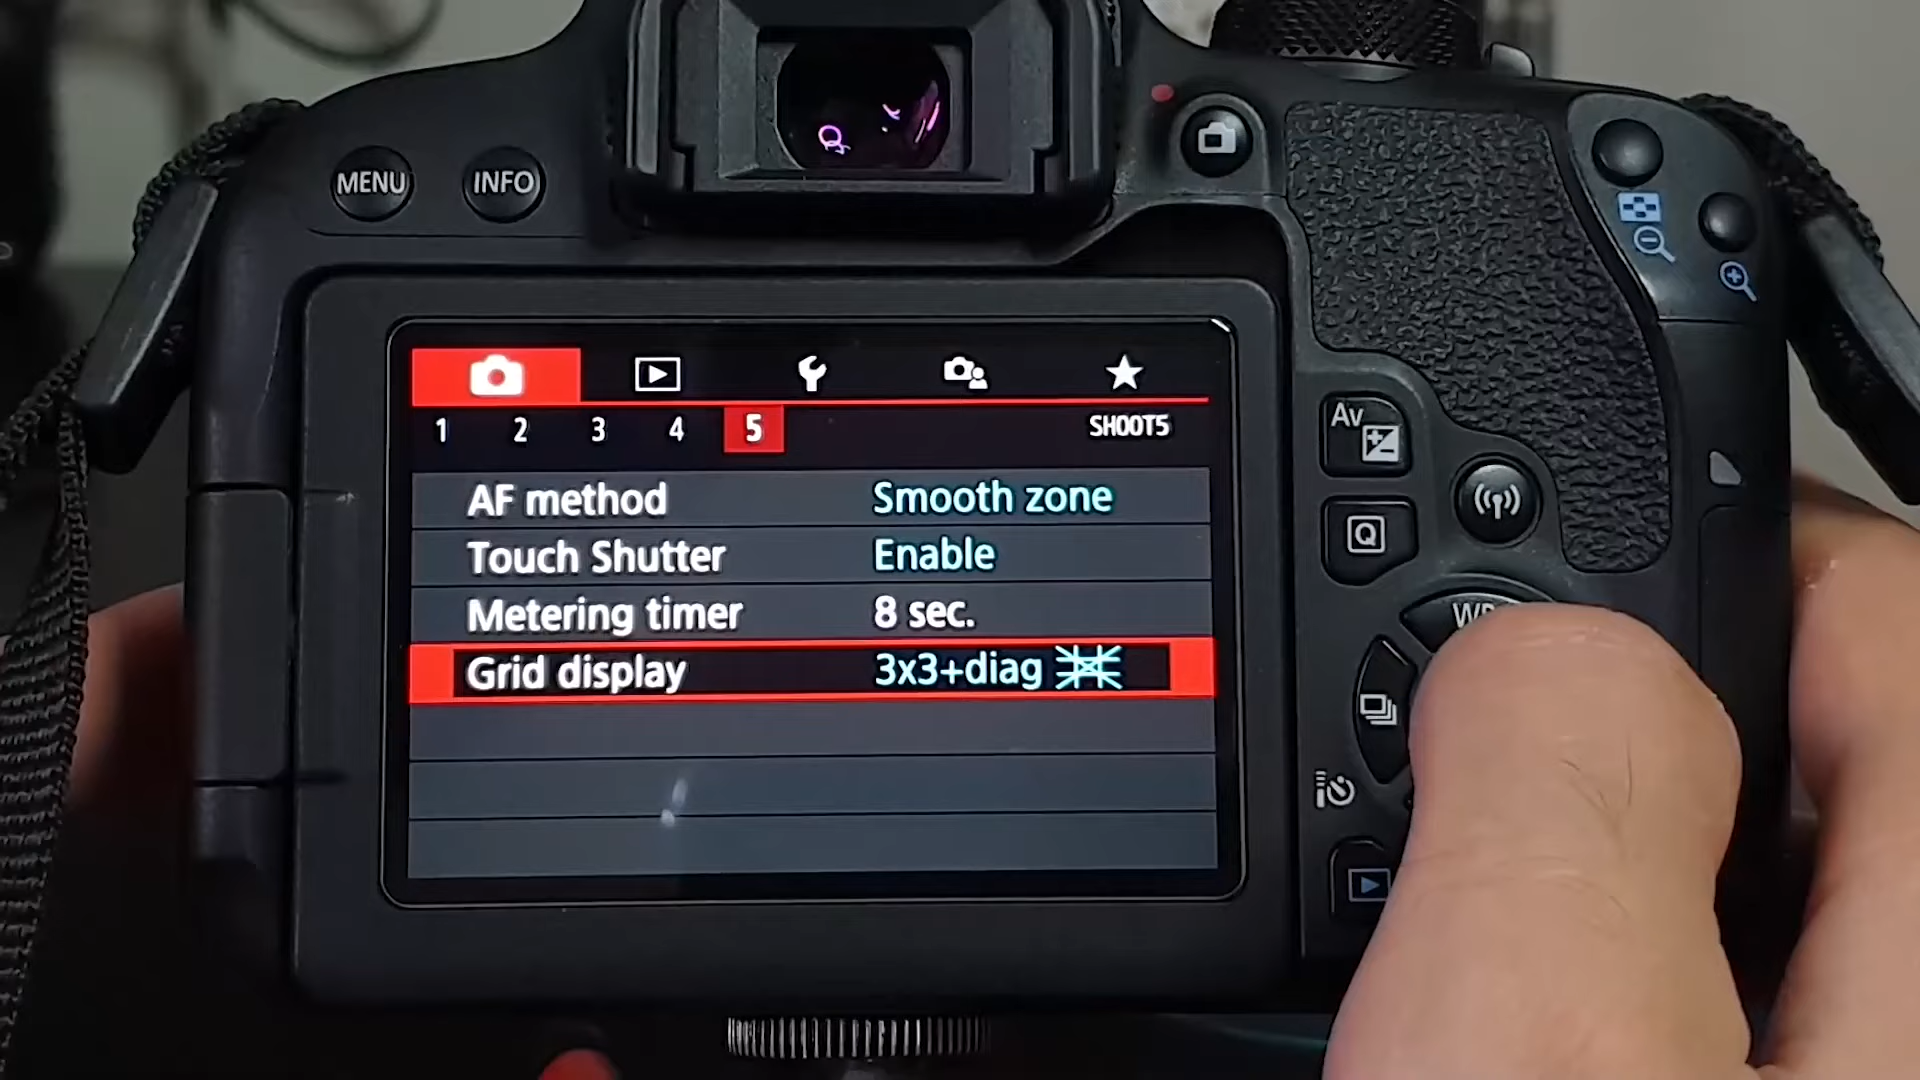 MENU INFO
1 2 3 4 5 SHOOT5
AF method Smooth zone
Touch Shutter Enable
Metering timer 8 sec.
Grid display 3x3+diag
Av
Q